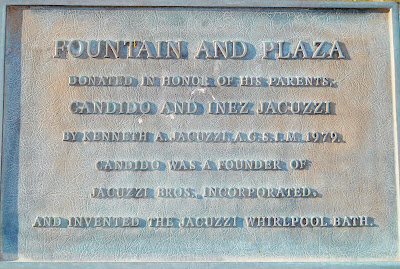 FOUNTAIN AND PLAZA
DONATED IN HONOR OF HIS PARENTS,
CANDIDO AND INEZ JACUZZI
BY KENNETH A. JACUZZI, A.G.S.I.M. 1979.
CANDIDO WAS A FOUNDER OF
JACUZZI BROS., INCORPORATED.
AND INVENTED THE JACUZZI WHIRLPOOL BATH.